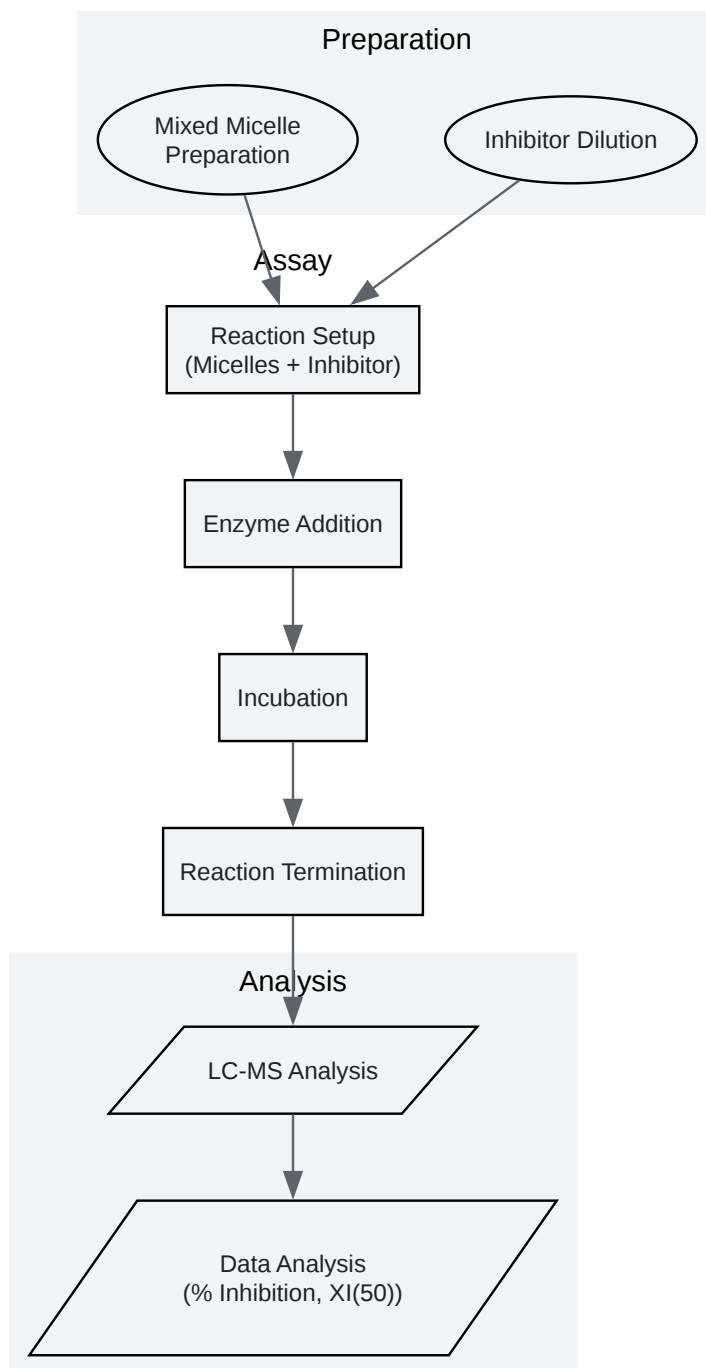 Preparation
Mixed Micelle
Preparation
Inhibitor Dilution
Assay
Reaction Setup
(Micelles + Inhibitor)
Enzyme Addition
Incubation
Reaction Termination
Analysis
LC-MS Analysis
Data Analysis
(% Inhibition, XI(50))